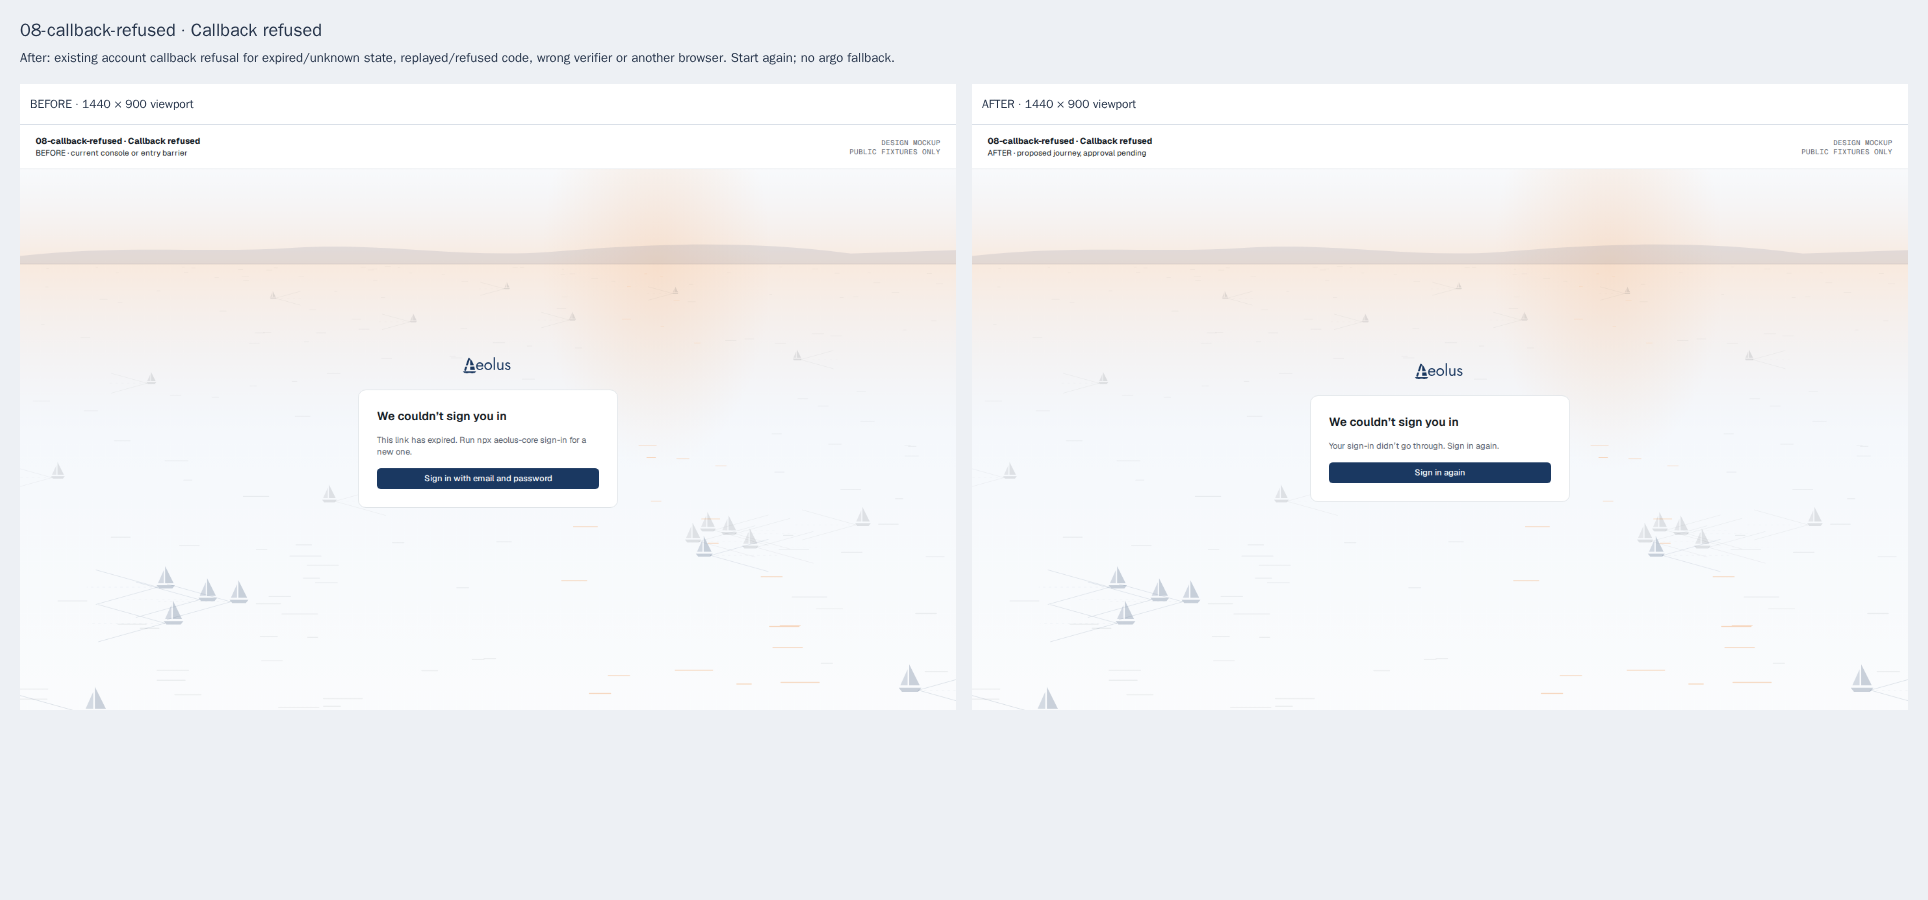 08-callback-refused · Callback refused
After: existing account callback refusal for expired/unknown state, replayed/refused code, wrong verifier or another browser. Start again; no argo fallback.
BEFORE · 1440 × 900 viewport
08-callback-refused · Callback refused
BEFORE · current console or entry barrier
DESIGN MOCKUP
PUBLIC FIXTURES ONLY
Aeolus
We couldn't sign you in
This link has expired. Run npx aeolus-core sign-in for a
new one.
Sign in with email and password
AFTER · 1440 × 900 viewport
08-callback-refused · Callback refused
AFTER · proposed journey, approval pending
DESIGN MOCKUP
PUBLIC FIXTURES ONLY
Aeolus
We couldn't sign you in
Your sign-in didn't go through. Sign in again.
Sign in again